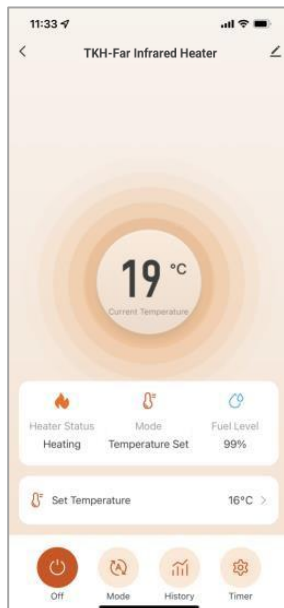 11:33
TKH-Far Infrared Heater
19 °C
Current Temperature
Heater Status Mode Fuel Level
Heating Temperature Set 99%
Set Temperature 16°C
Off Mode History Timer